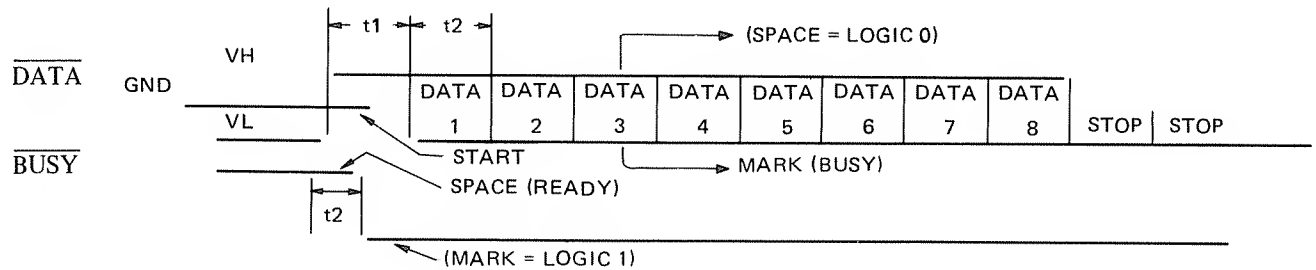 t1 t2 (SPACE = LOGIC 0)
VH
DATA GND
DATA DATA DATA DATA DATA DATA DATA DATA
VL 1 2 3 4 5 6 7 8 STOP STOP
BUSY START MARK (BUSY)
SPACE (READY)
t2
(MARK = LOGIC 1)